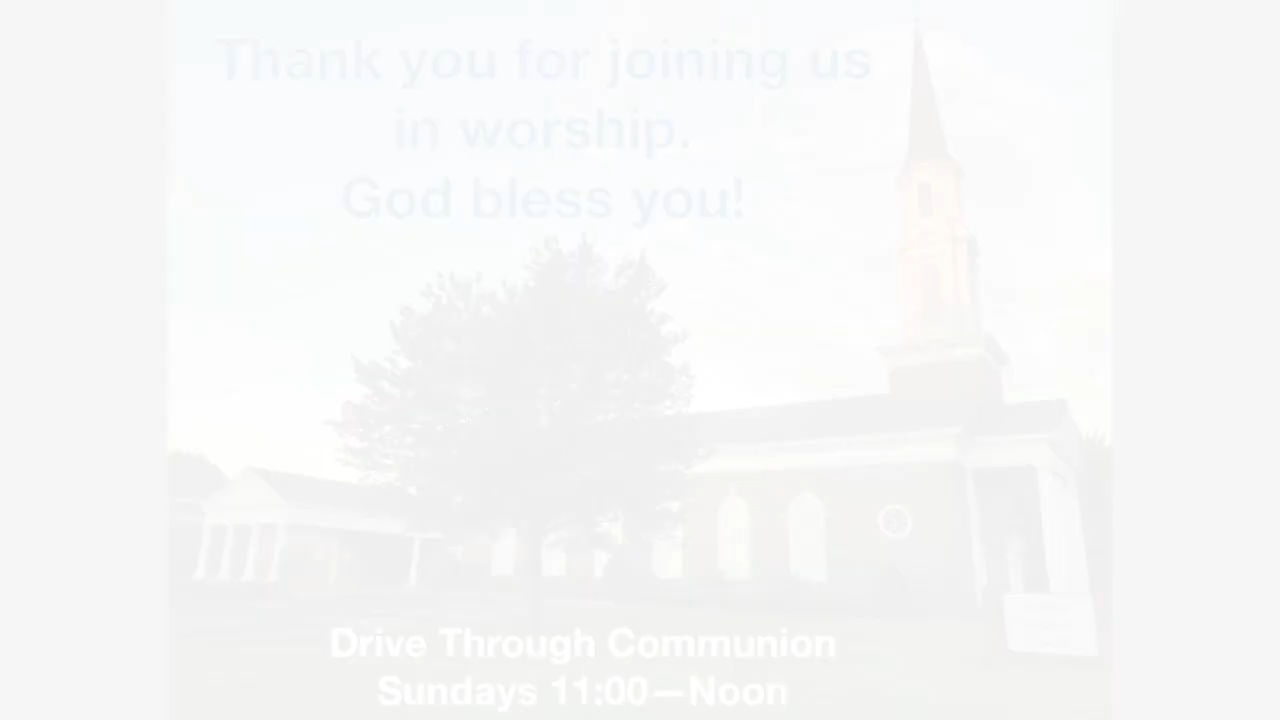 Thank you for joining us
in worship.
God bless you!
Drive Through Communion
Sundays 11:00—Noon